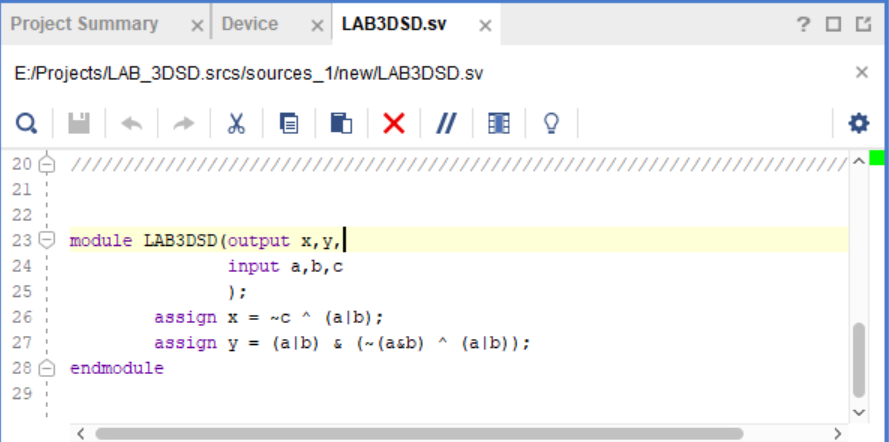 Project Summary × Device × LAB3DSD.sv × ?
E:/Projects/LAB_3DSD.srcs/sources_1/new/LAB3DSD.sv ×
//
20 //////////////////////////////////////////////////////////////////////////
21
22
23 module LAB3DSD(output x,y,
24 input a,b,c
25 );
26 assign x = ~c ^ (a|b);
27 assign y = (a|b) & (~(a&b) ^ (a|b));
28 endmodule
29